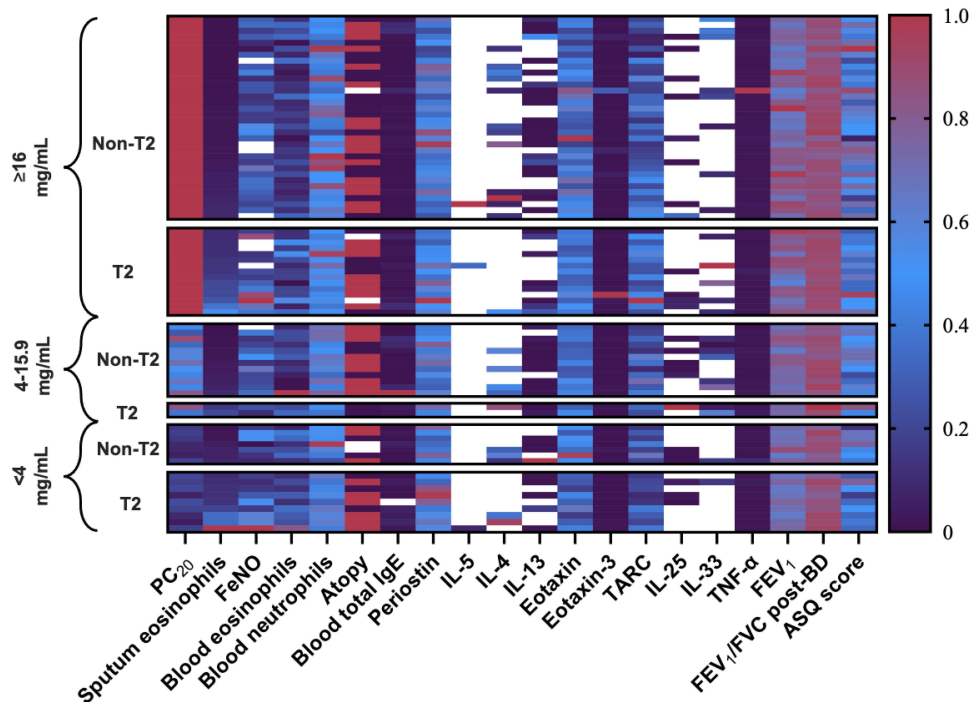 ≥16
mg/mL
Non-T2
T2
4-15.9
mg/mL
Non-T2
T2
<4
mg/mL
Non-T2
T2
1.0
0.8
0.6
0.4
0.2
0
PC₂₀
Sputum eosinophils
FeNO
Blood eosinophils
Blood neutrophils
Atopy
Blood total IgE
Periostin
IL-5
IL-4
IL-13
Eotaxin
Eotaxin-3
TARC
IL-25
IL-33
TNF-α
FEV₁
FEV₁/FVC post-BD
ASQ score